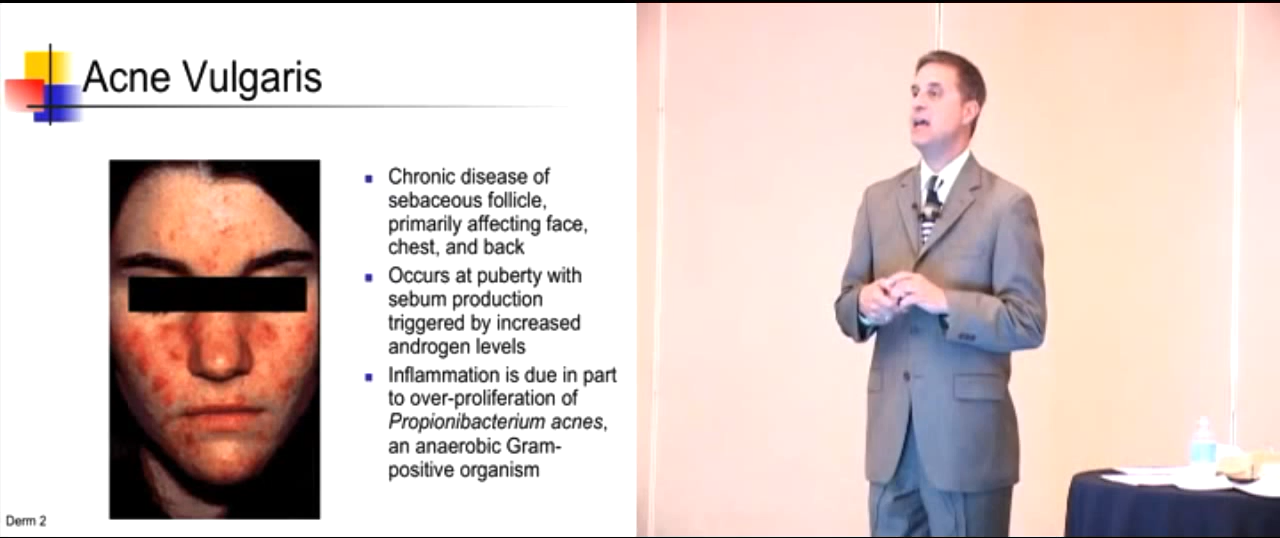 Acne Vulgaris
Chronic disease of
sebaceous follicle,
primarily affecting face,
chest, and back
Occurs at puberty with
sebum production
triggered by increased
androgen levels
Inflammation is due in part
to over-proliferation of
Propionibacterium acnes,
an anaerobic Gram-
positive organism
Derm 2